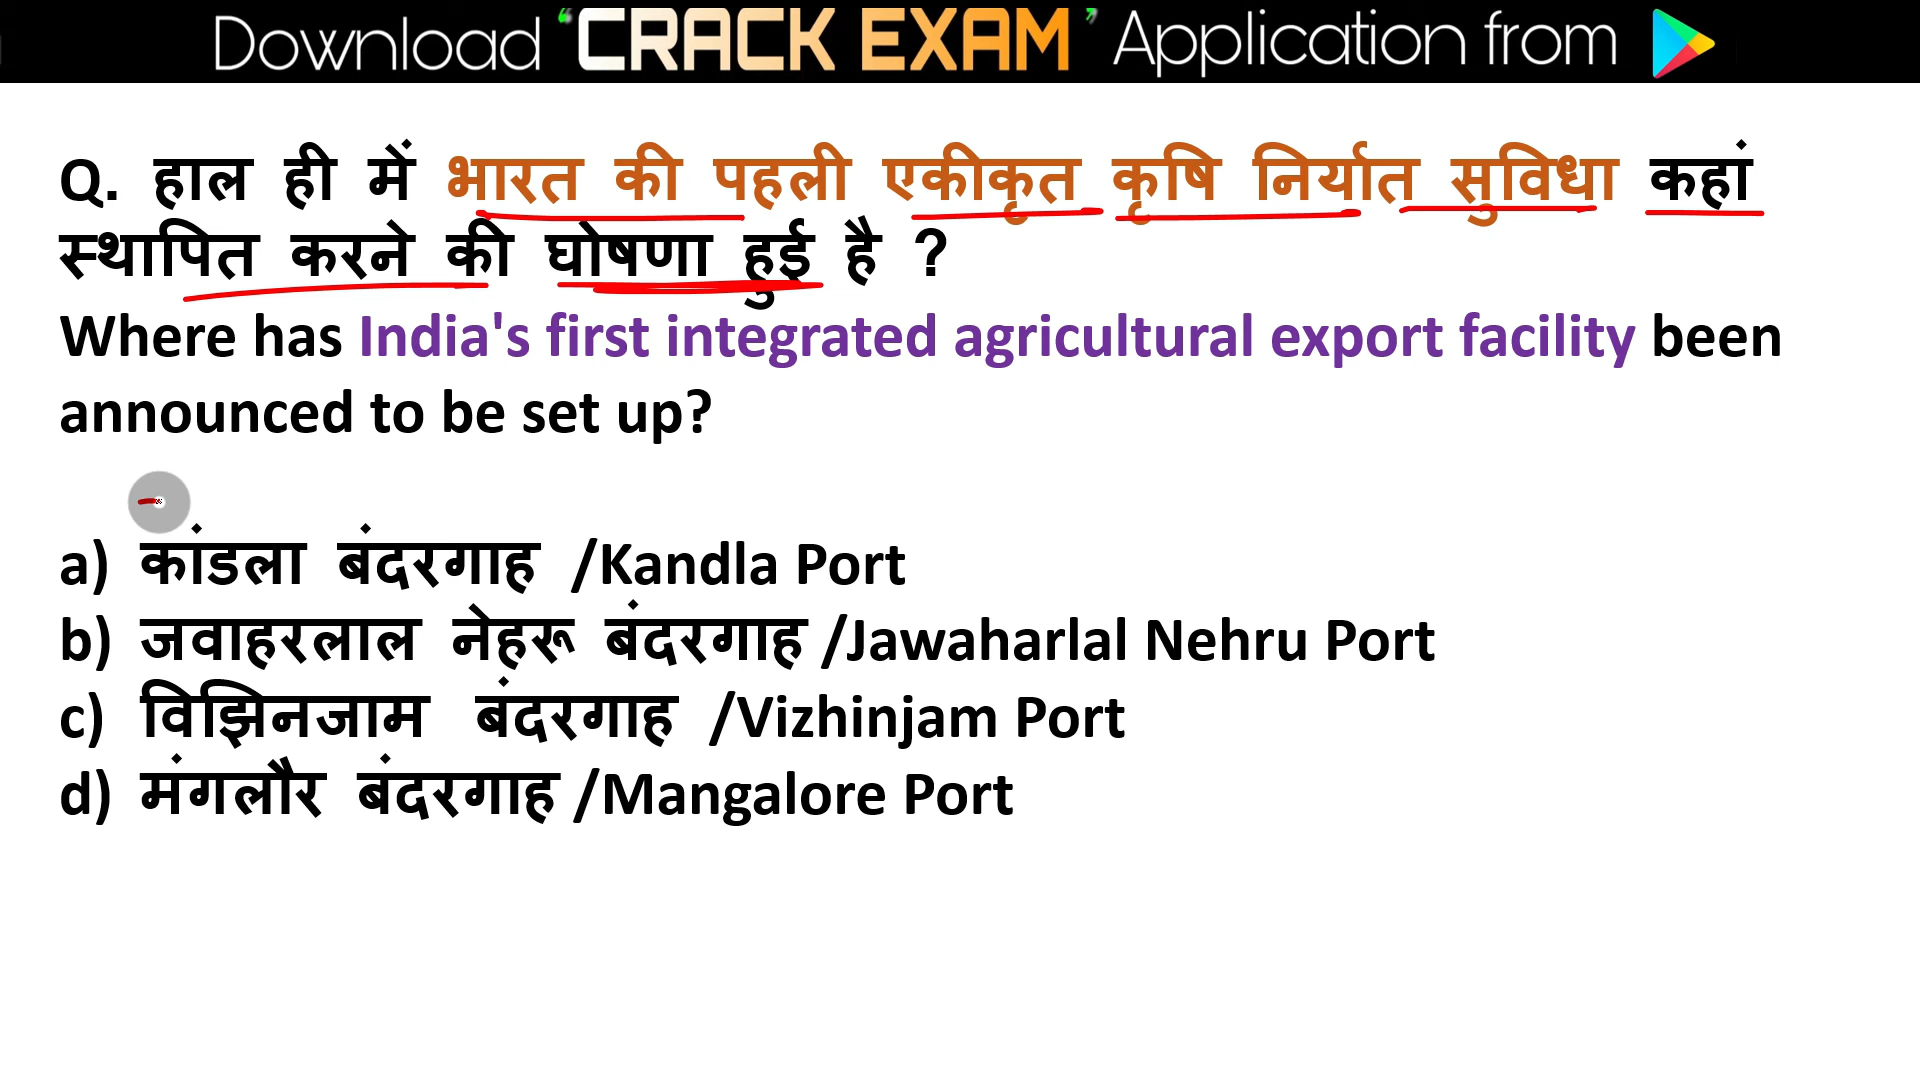 Download ‘CRACK EXAM’ Application from
Q. हाल ही में भारत की पहली एकीकृत कृषि निर्यात सुविधा कहां
स्थापित करने की घोषणा हुई है ?
Where has India's first integrated agricultural export facility been
announced to be set up?
a) कांडला बंदरगाह /Kandla Port
b) जवाहरलाल नेहरू बंदरगाह /Jawaharlal Nehru Port
c) विझिनजाम बंदरगाह /Vizhinjam Port
d) मंगलौर बंदरगाह /Mangalore Port